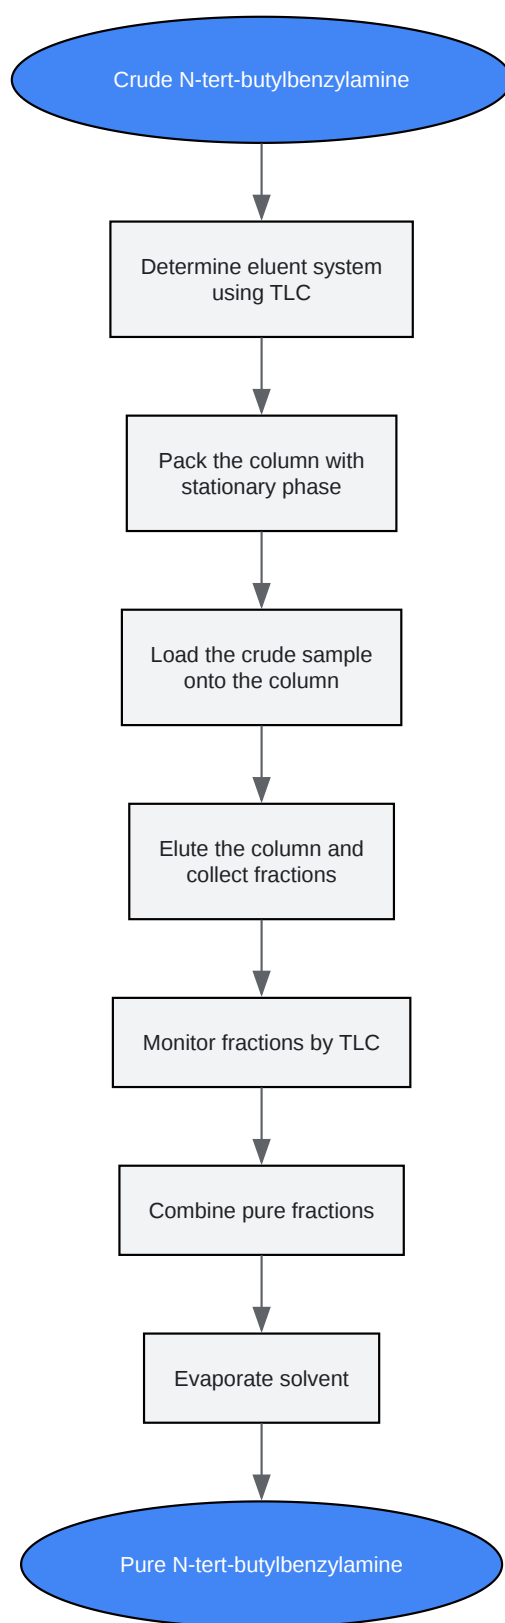 Crude N-tert-butylbenzylamine
Determine eluent system
using TLC
Pack the column with
stationary phase
Load the crude sample
onto the column
Elute the column and
collect fractions
Monitor fractions by TLC
Combine pure fractions
Evaporate solvent
Pure N-tert-butylbenzylamine